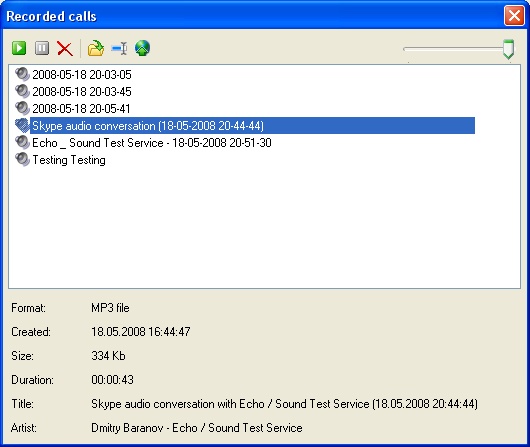 Recorded calls
2008-05-18 20-03-05
2008-05-18 20-03-45
2008-05-18 20-05-41
Skype audio conversation (18-05-2008 20-44-44)
Echo _ Sound Test Service - 18-05-2008 20-51-30
Testing Testing
Format: MP3 file
Created: 18.05.2008 16:44:47
Size: 334 Kb
Duration: 00:00:43
Title: Skype audio conversation with Echo / Sound Test Service (18.05.2008 20:44:44)
Artist: Dmitry Baranov - Echo / Sound Test Service